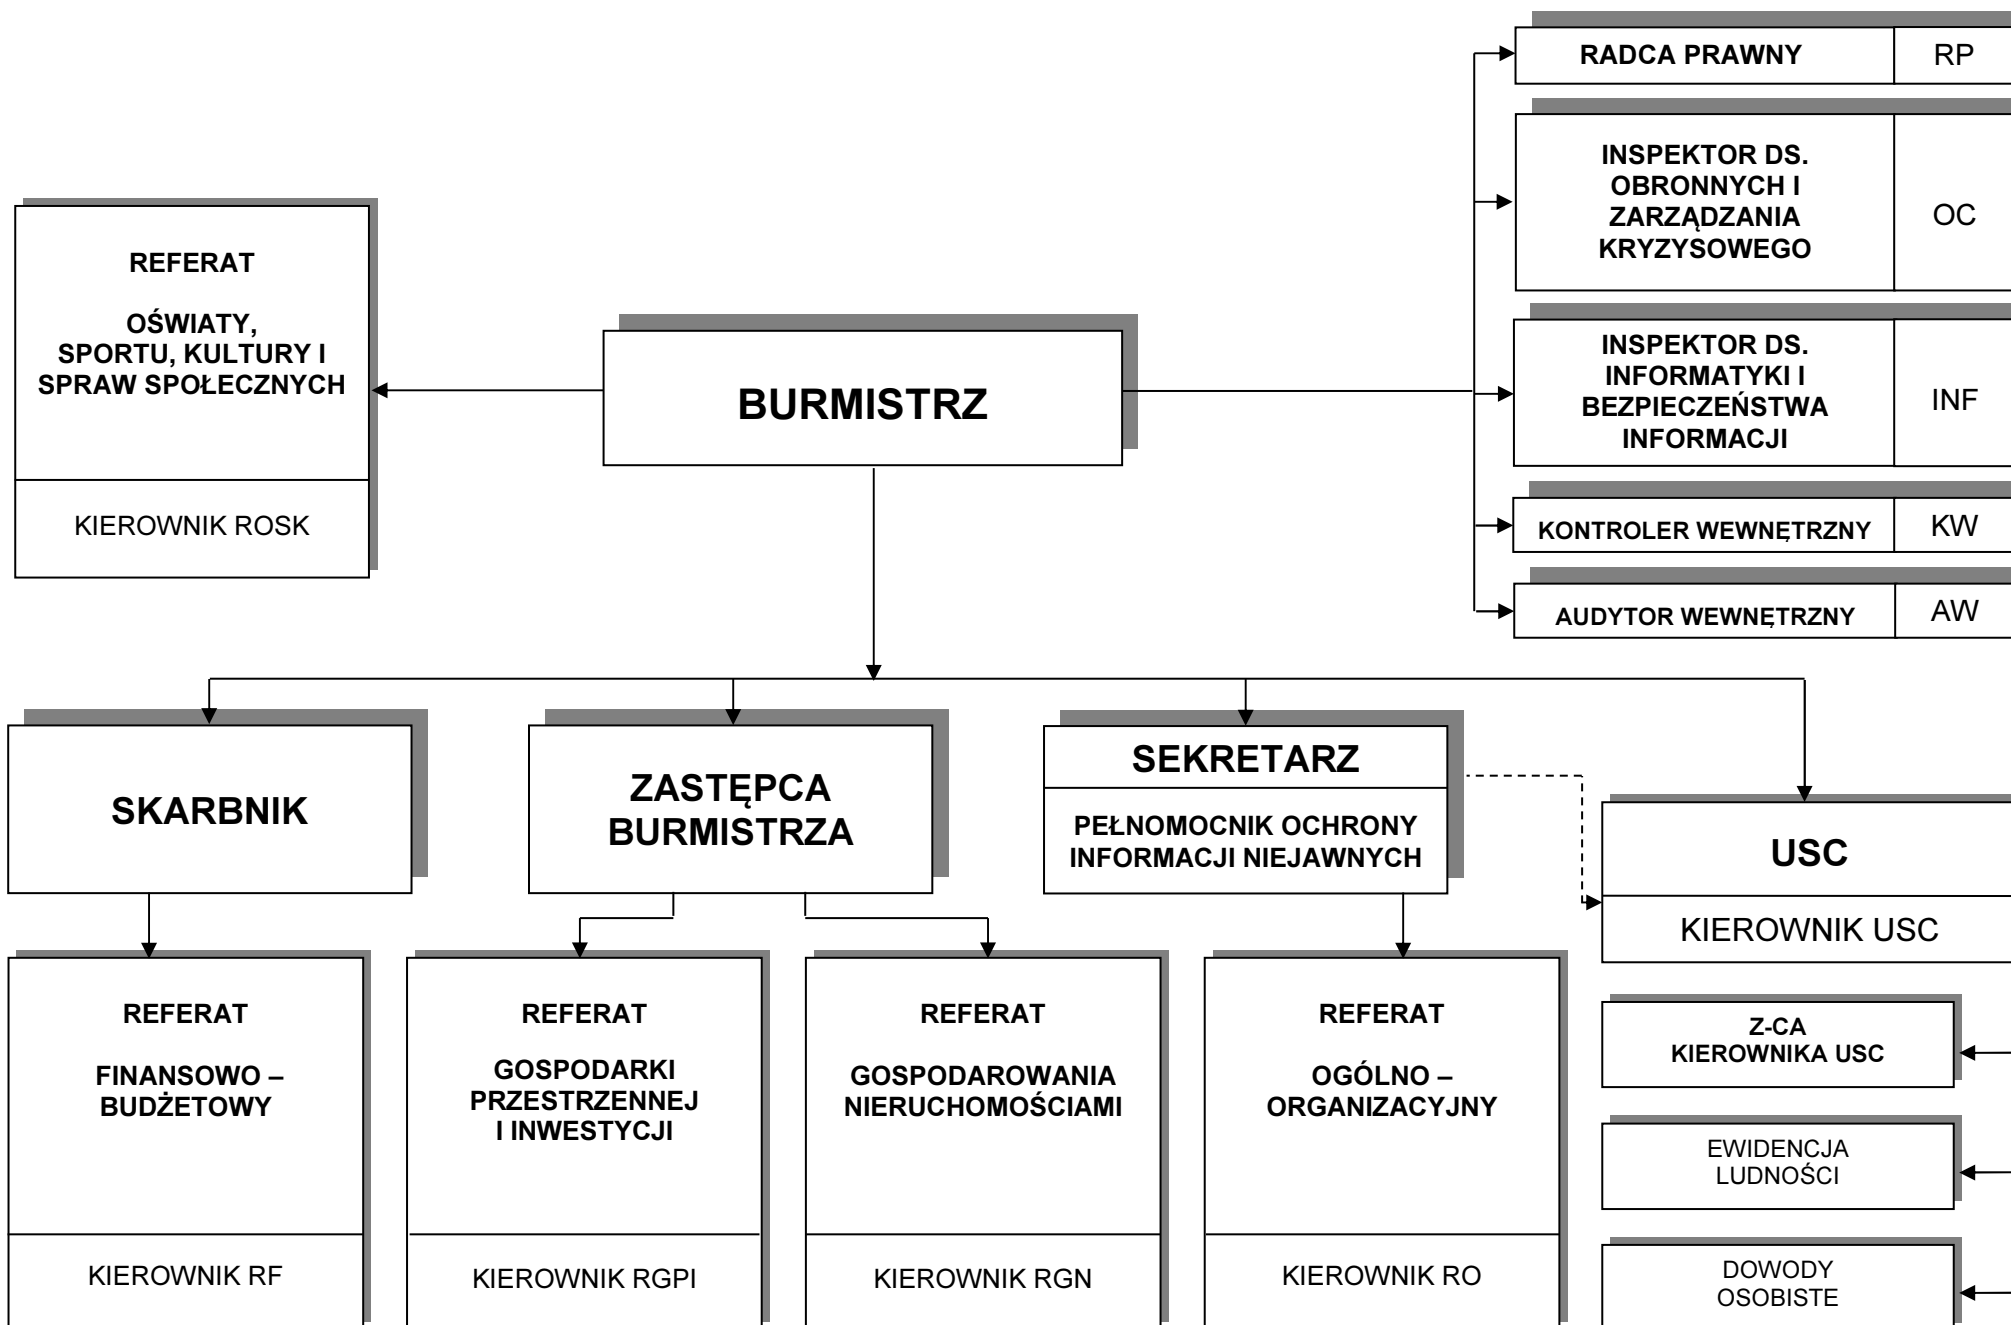 RADCA PRAWNY
RP
INSPEKTOR DS.
OBRONNYCH I
ZARZĄDZANIA
KRYZYSOWEGO
OC
REFERAT
OŚWIATY,
SPORTU, KULTURY I
SPRAW SPOŁECZNYCH
KIEROWNIK ROSK
BURMISTRZ
INSPEKTOR DS.
INFORMATYKI I
BEZPIECZEŃSTWA
INFORMACJI
INF
KONTROLER WEWNĘTRZNY
KW
AUDYTOR WEWNĘTRZNY
AW
SKARBNIK
ZASTĘPCA
BURMISTRZA
SEKRETARZ
PEŁNOMOCNIK OCHRONY
INFORMACJI NIEJAWNYCH
USC
KIEROWNIK USC
REFERAT
FINANSOWO –
BUDŻETOWY
KIEROWNIK RF
REFERAT
GOSPODARKI
PRZESTRZENNEJ
I INWESTYCJI
KIEROWNIK RGPI
REFERAT
GOSPODAROWANIA
NIERUCHOMOŚCIAMI
KIEROWNIK RGN
REFERAT
OGÓLNO –
ORGANIZACYJNY
KIEROWNIK RO
Z-CA
KIEROWNIKA USC
EWIDENCJA
LUDNOŚCI
DOWODY
OSOBISTE